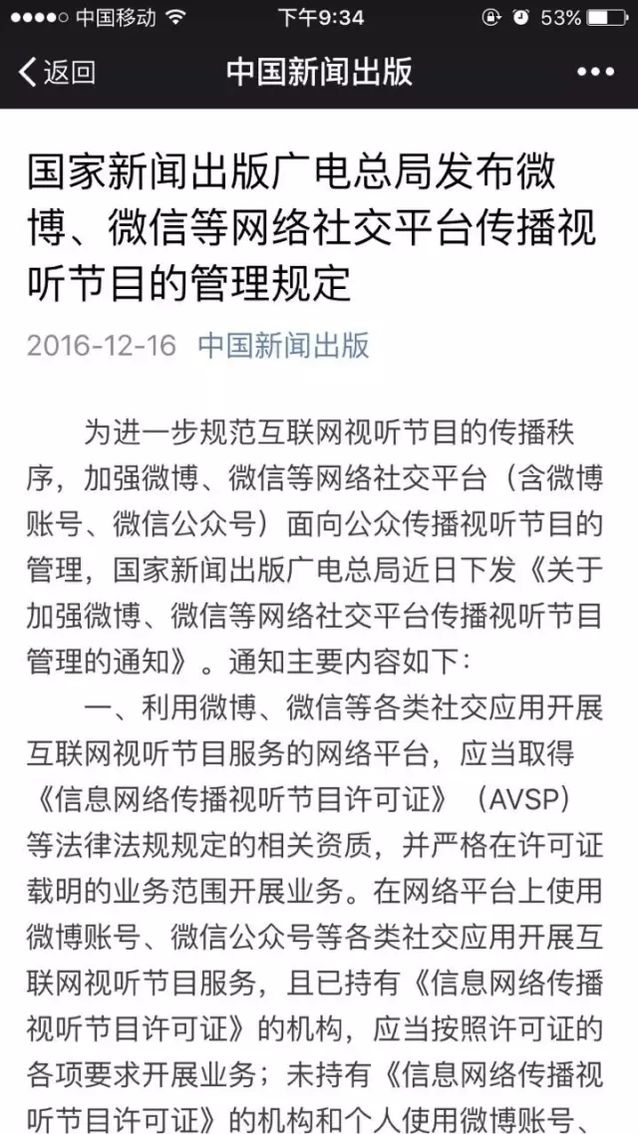 中国移动 下午9:34 53%
返回 中国新闻出版
国家新闻出版广电总局发布微
博、微信等网络社交平台传播视
听节目的管理规定
2016-12-16 中国新闻出版
为进一步规范互联网视听节目的传播秩
序，加强微博、微信等网络社交平台（含微博
账号、微信公众号）面向公众传播视听节目的
管理，国家新闻出版广电总局近日下发《关于
加强微博、微信等网络社交平台传播视听节目
管理的通知》。通知主要内容如下：
一、利用微博、微信等各类社交应用开展
互联网视听节目服务的网络平台，应当取得
《信息网络传播视听节目许可证》（AVSP）
等法律法规规定的相关资质，并严格在许可证
载明的业务范围开展业务。在网络平台上使用
微博账号、微信公众号等各类社交应用开展互
联网视听节目服务，且已持有《信息网络传播
视听节目许可证》的机构，应当按照许可证的
各项要求开展业务；未持有《信息网络传播
视听节目许可证》的机构和个人使用微博账号、